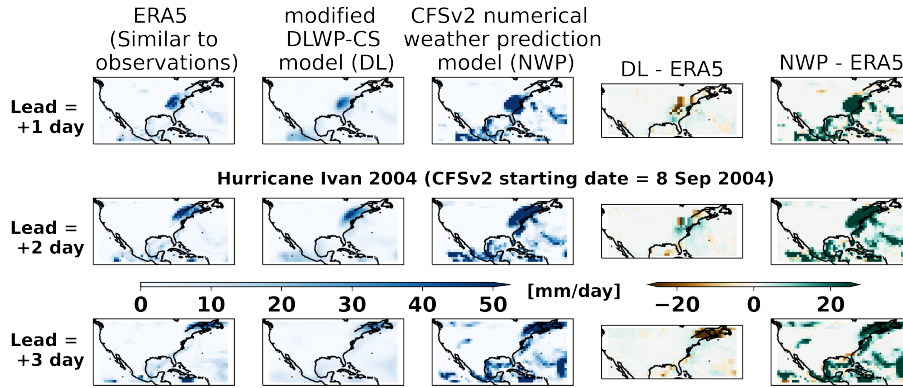 ERA5
(Similar to
observations)
modified
DLWP-CS
model (DL)
CFSv2 numerical
weather prediction
model (NWP)
DL - ERA5
NWP - ERA5
Lead =
+1 day
Hurricane Ivan 2004 (CFSv2 starting date = 8 Sep 2004)
Lead =
+2 day
0 10 20 30 40 50 [mm/day] −20 0 20
Lead =
+3 day